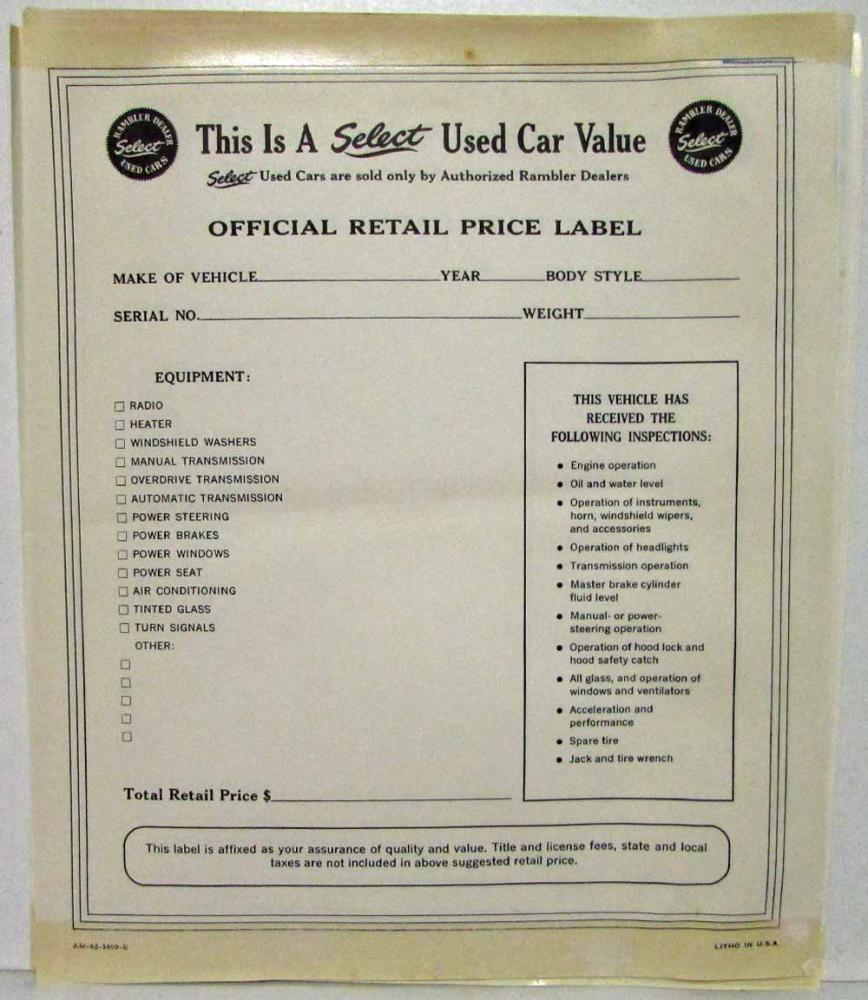 RAMBLER DEALER
Select
USED CARS
This Is A Select Used Car Value
RAMBLER DEALER
Select
USED CARS
Select Used Cars are sold only by Authorized Rambler Dealers
OFFICIAL RETAIL PRICE LABEL
MAKE OF VEHICLE YEAR BODY STYLE
SERIAL NO. WEIGHT
EQUIPMENT:
RADIO
HEATER
WINDSHIELD WASHERS
MANUAL TRANSMISSION
OVERDRIVE TRANSMISSION
AUTOMATIC TRANSMISSION
POWER STEERING
POWER BRAKES
POWER WINDOWS
POWER SEAT
AIR CONDITIONING
TINTED GLASS
TURN SIGNALS
OTHER:
THIS VEHICLE HAS
RECEIVED THE
FOLLOWING INSPECTIONS:
• Engine operation
• Oil and water level
• Operation of instruments,
horn, windshield wipers,
and accessories
• Operation of headlights
• Transmission operation
• Master brake cylinder
fluid level
• Manual- or power-
steering operation
• Operation of hood lock and
hood safety catch
• All glass, and operation of
windows and ventilators
• Acceleration and
performance
• Spare tire
• Jack and tire wrench
Total Retail Price $
This label is affixed as your assurance of quality and value. Title and license fees, state and local
taxes are not included in above suggested retail price.
LITHO IN U.S.A.